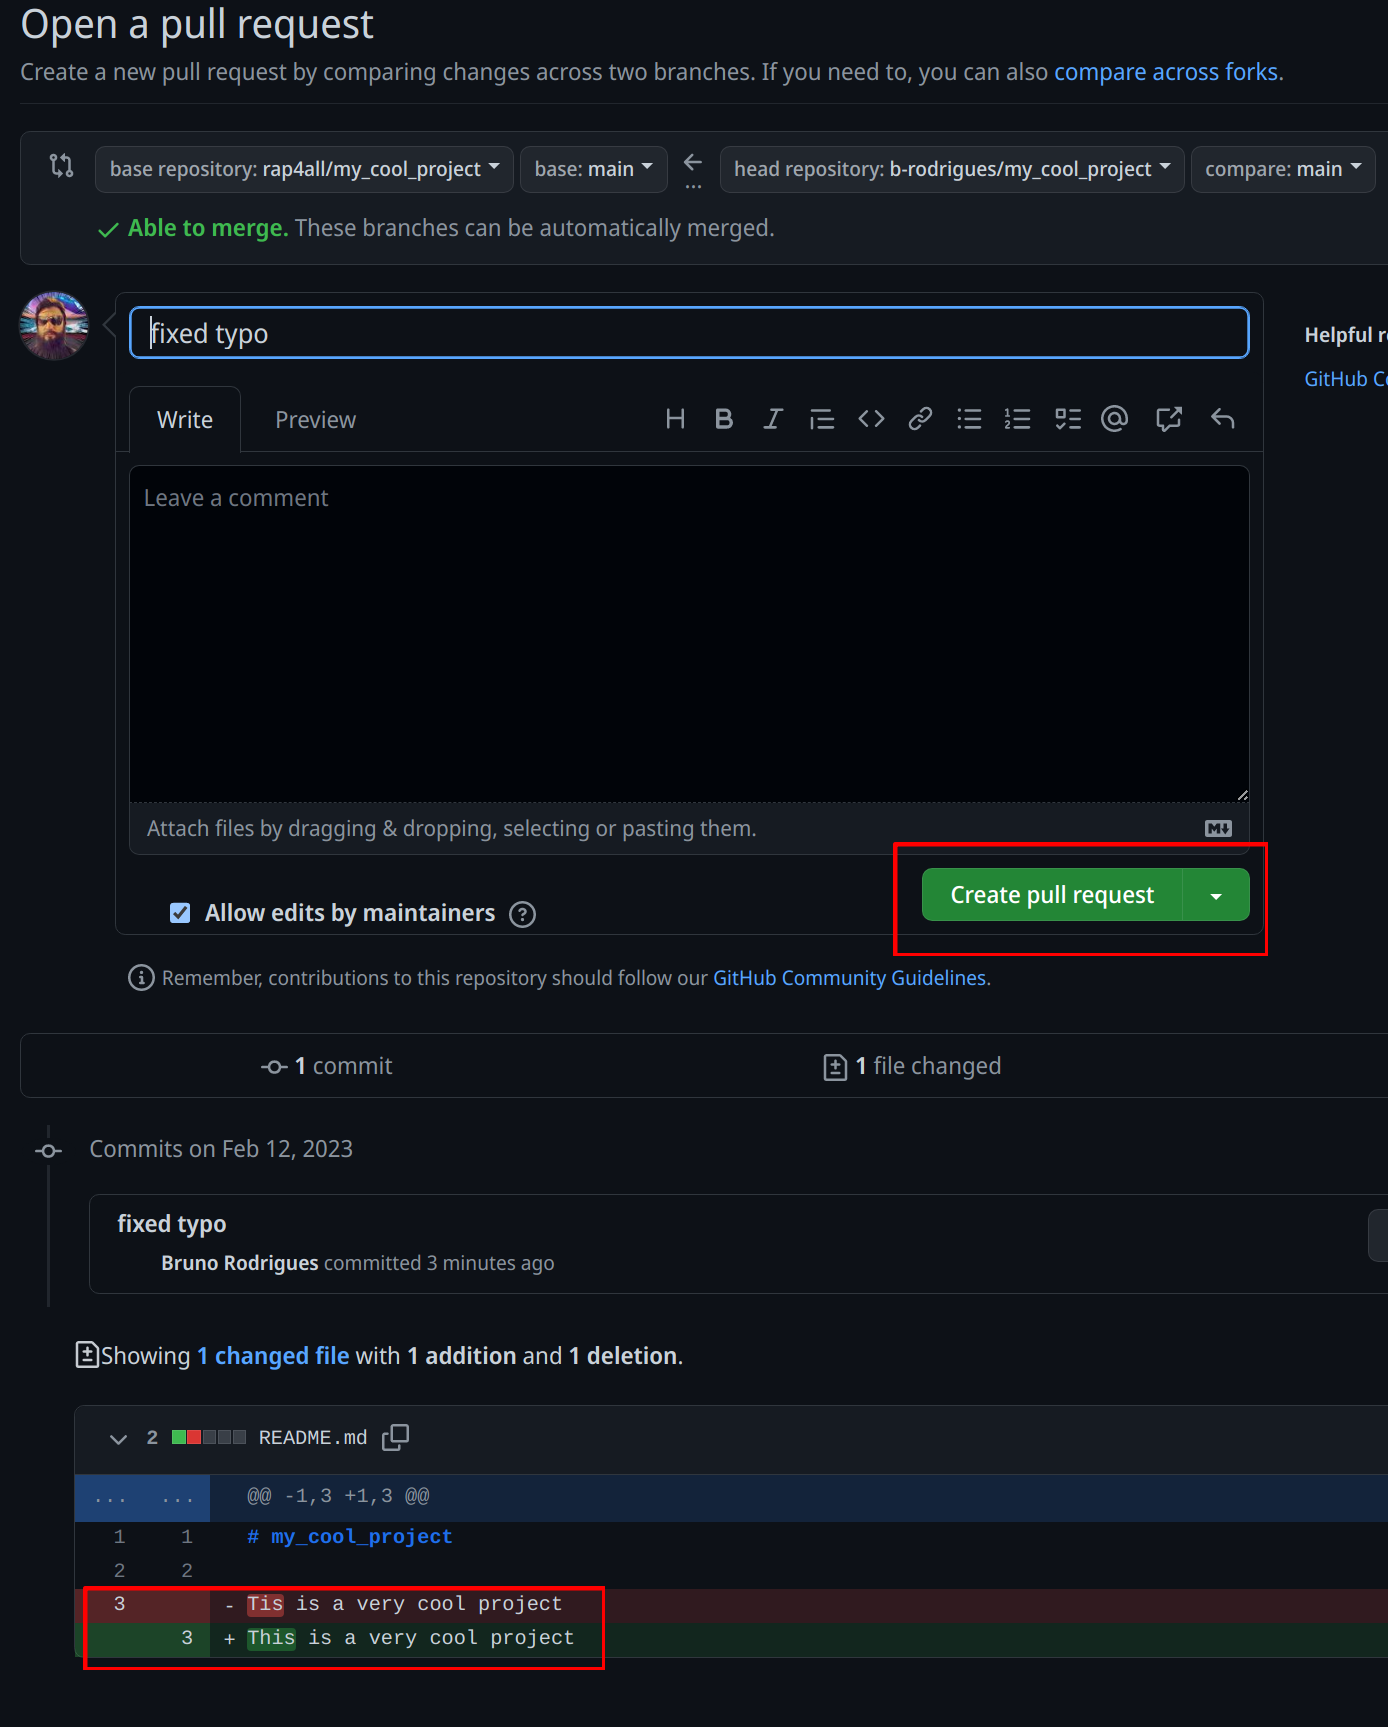 Open a pull request
Create a new pull request by comparing changes across two branches. If you need to, you can also compare across forks.
base repository: rap4all/my_cool_project base: main ... head repository: b-rodrigues/my_cool_project compare: main
Able to merge. These branches can be automatically merged.
fixed typo
Helpful
GitHub
Write Preview
Leave a comment
Attach files by dragging & dropping, selecting or pasting them.
Create pull request
Allow edits by maintainers
Remember, contributions to this repository should follow our GitHub Community Guidelines.
1 commit 1 file changed
Commits on Feb 12, 2023
fixed typo
Bruno Rodrigues committed 3 minutes ago
Showing 1 changed file with 1 addition and 1 deletion.
2 README.md
... ... @@ -1,3 +1,3 @@
1 1 # my_cool_project
2 2
3 - Tis is a very cool project
3 + This is a very cool project